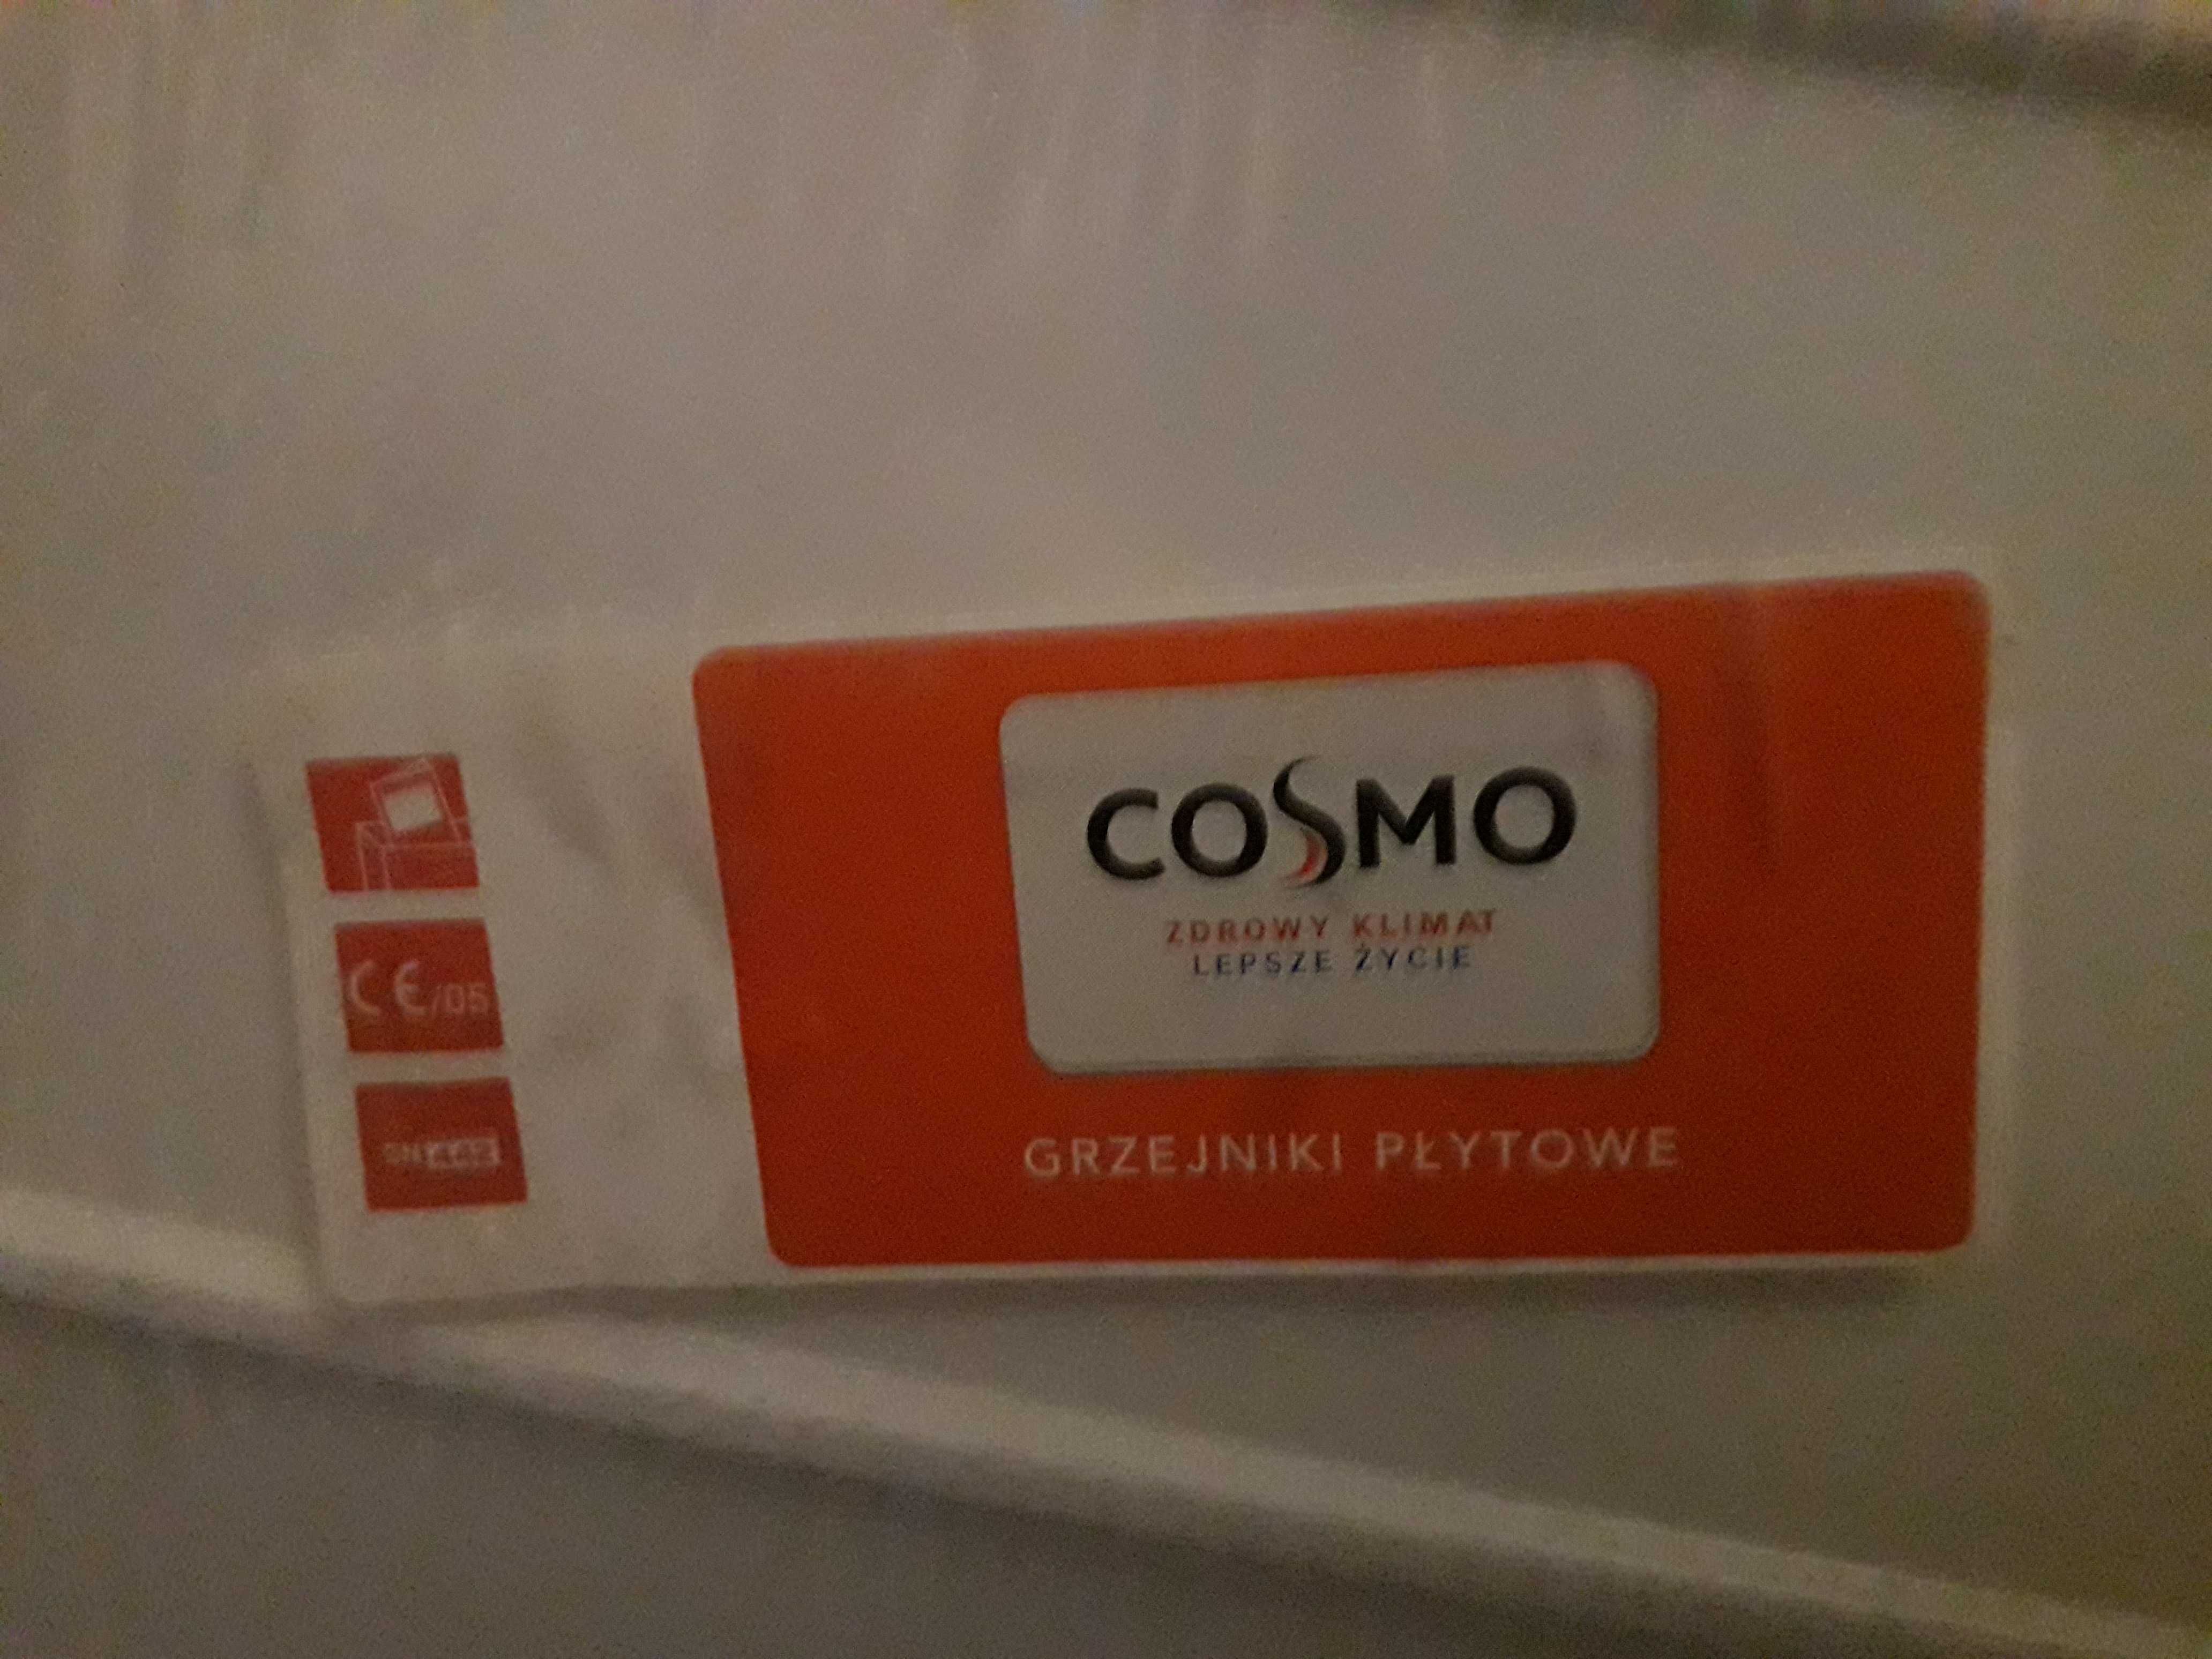 COSMO
ZDROWY KLIMAT
LEPSZE ŻYCIE
CE/05
GRZEJNIKI PŁYTOWE